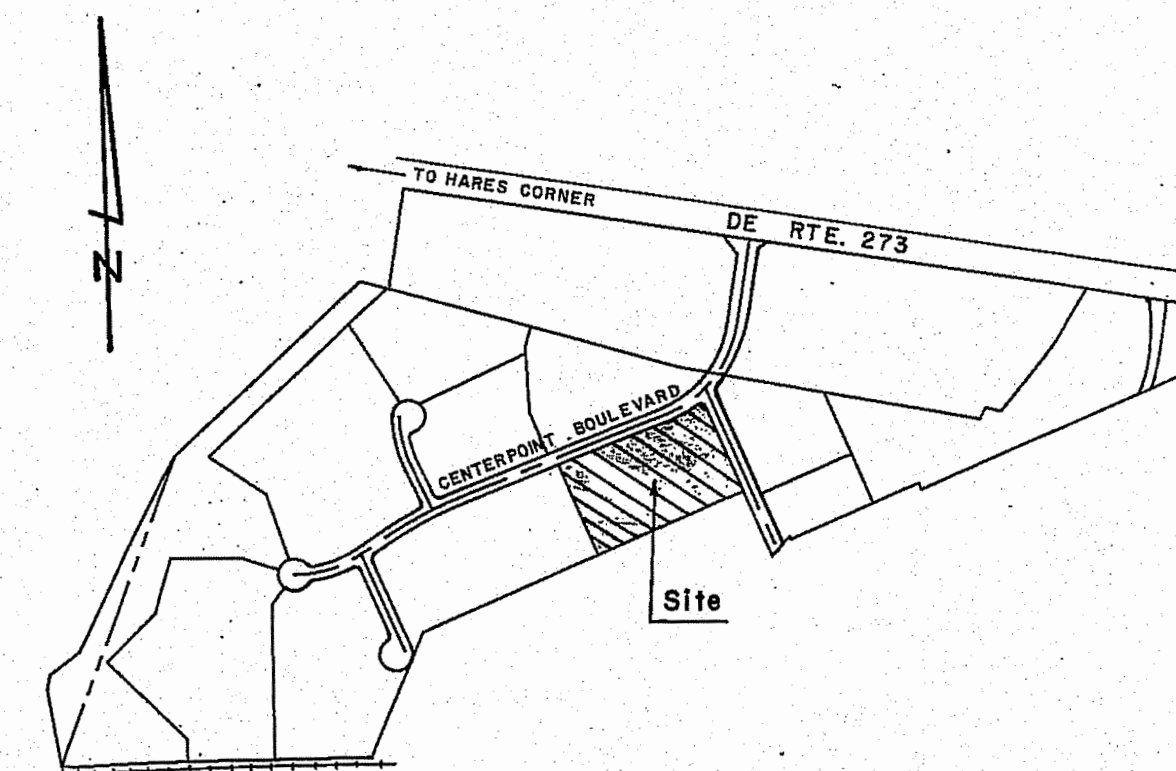 TO HARES CORNER
DE RTE. 273
N
CENTERPOINT BOULEVARD
Site